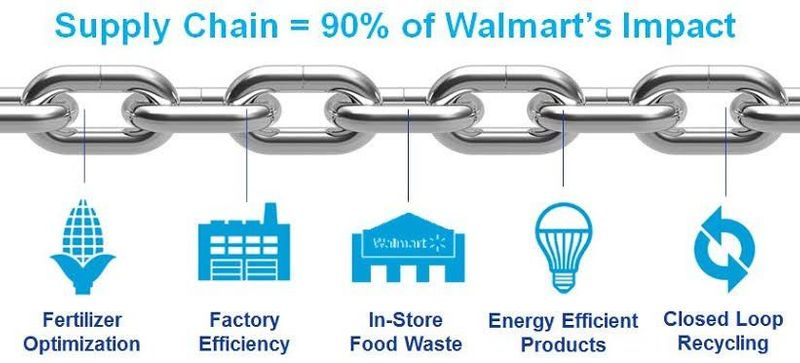 Supply Chain = 90% of Walmart's Impact
Walmart
Fertilizer
Optimization
Factory
Efficiency
In-Store
Food Waste
Energy Efficient
Products
Closed Loop
Recycling